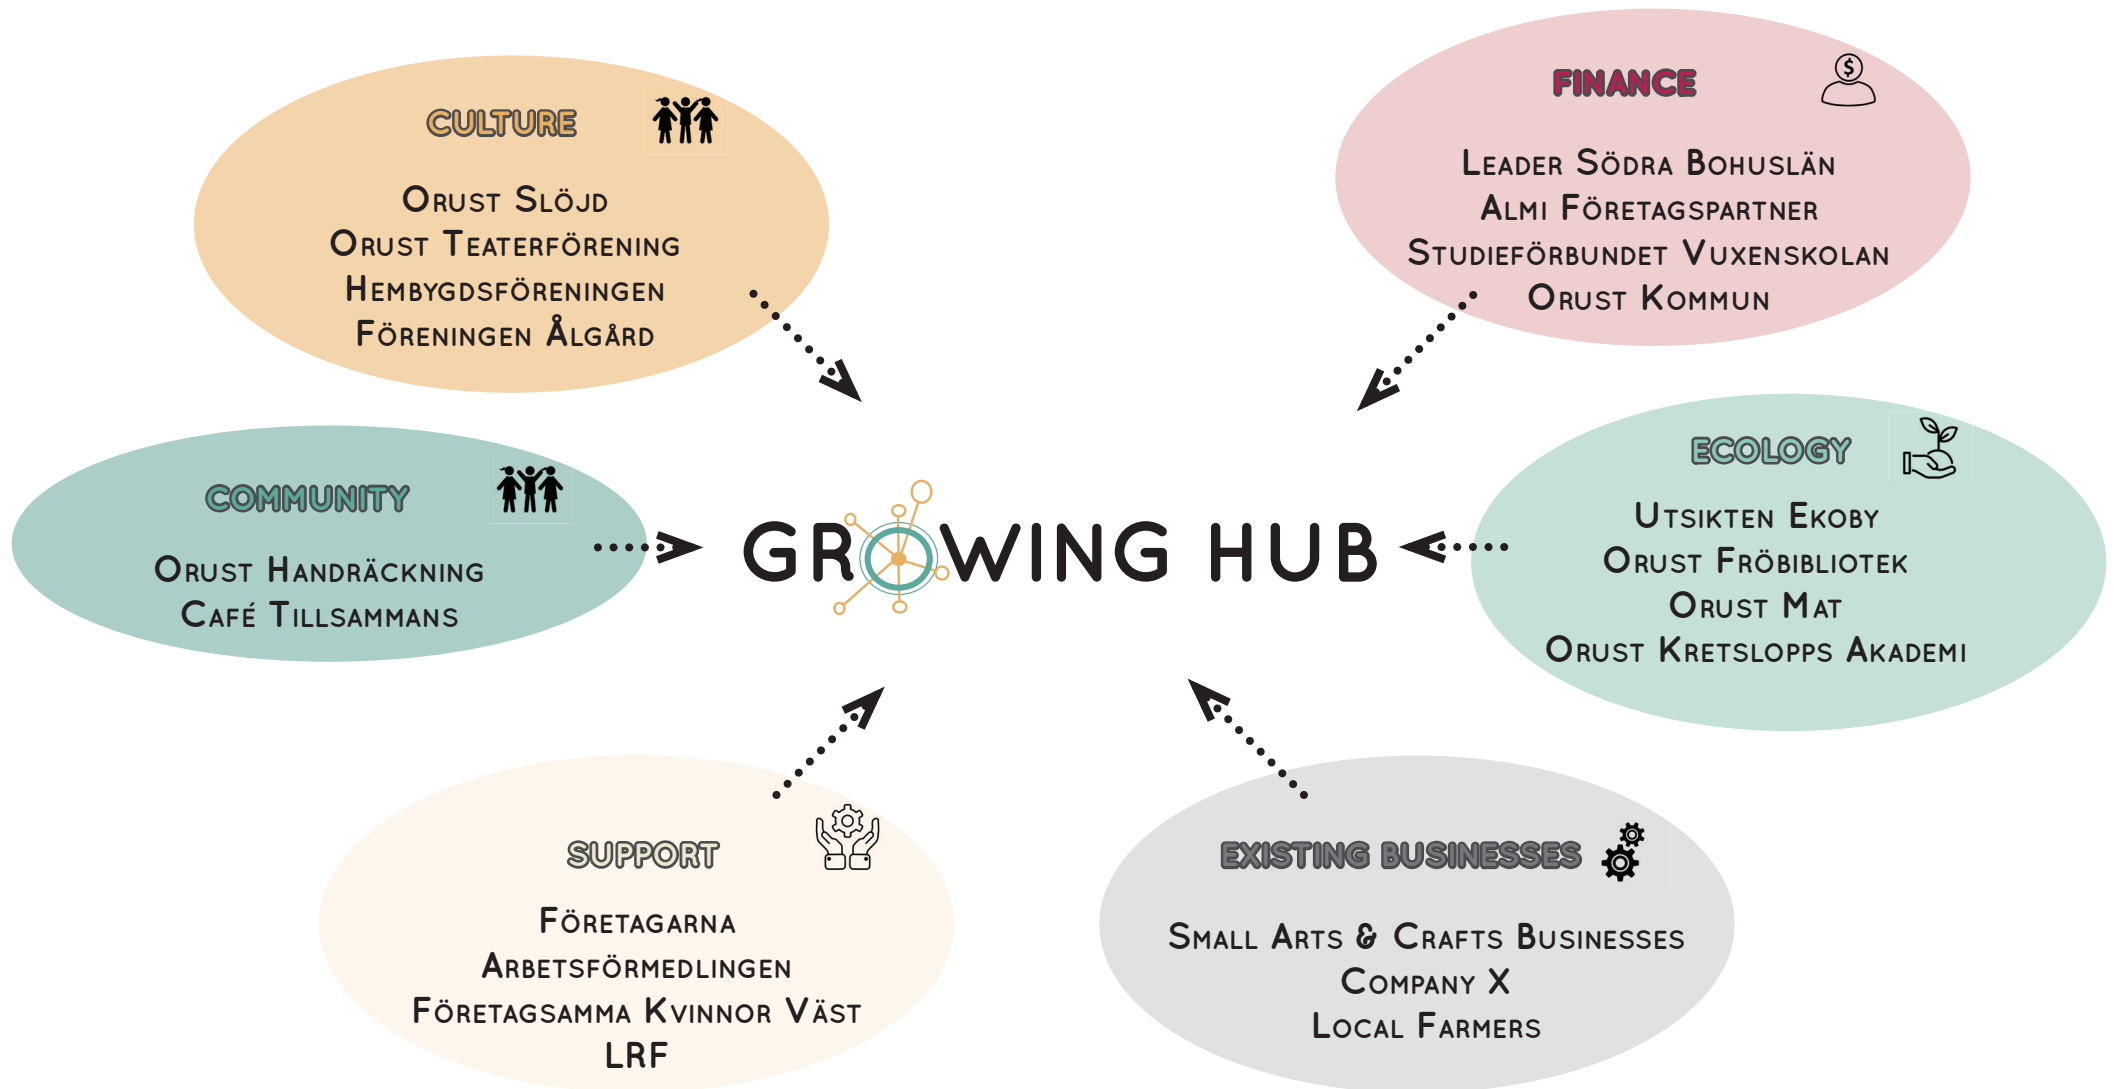 CULTURE
ORUST SLÖJD
ORUST TEATERFÖRENING
HEMBYGDSFÖRENINGEN
FÖRENINGEN ÅLGÅRD
FINANCE
LEADER SÖDRA BOHUSLÄN
ALMI FÖRETAGSPARTNER
STUDIEFÖRBUNDET VUXENSKOLAN
ORUST KOMMUN
COMMUNITY
ORUST HANDRÄCKNING
CAFÉ TILLSAMMANS
GROWING HUB
ECOLOGY
UTSIKTEN EKOBY
ORUST FRÖBIBLIOTEK
ORUST MAT
ORUST KRETSLOPPS AKADEMI
SUPPORT
FÖRETAGARNA
ARBETSFÖRMEDLINGEN
FÖRETAGSAMMA KVINNOR VÄST
LRF
EXISTING BUSINESSES
SMALL ARTS & CRAFTS BUSINESSES
COMPANY X
LOCAL FARMERS